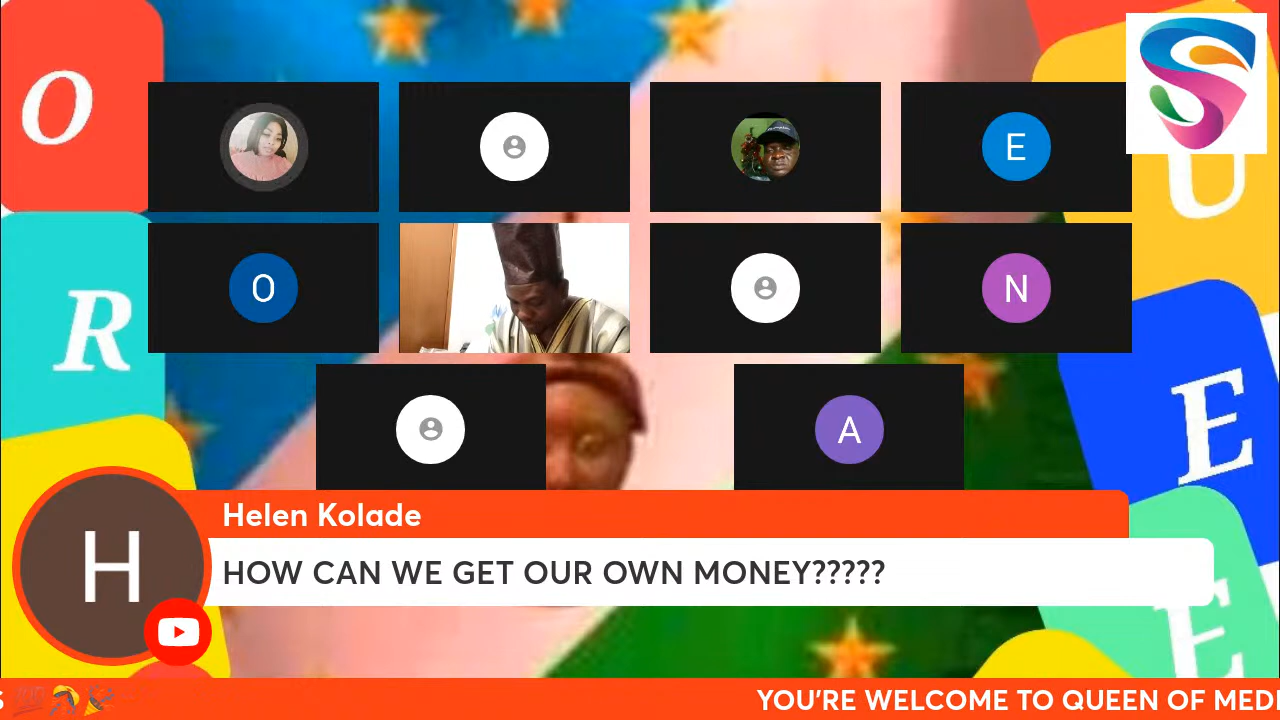 O
U
E
O
N
R
E
A
Helen Kolade
H
HOW CAN WE GET OUR OWN MONEY?????
E
S
YOU'RE WELCOME TO QUEEN OF MEDI